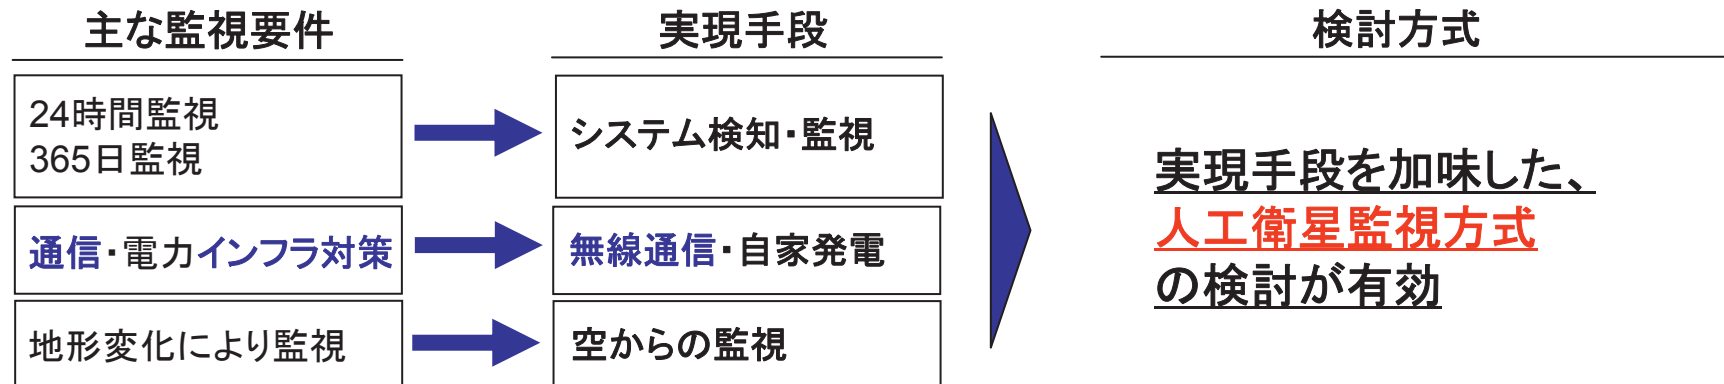 主な監視要件
実現手段
検討方式
24時間監視
365日監視
システム検知・監視
通信・電力インフラ対策
無線通信・自家発電
地形変化により監視
空からの監視
実現手段を加味した、
人工衛星監視方式
の検討が有効